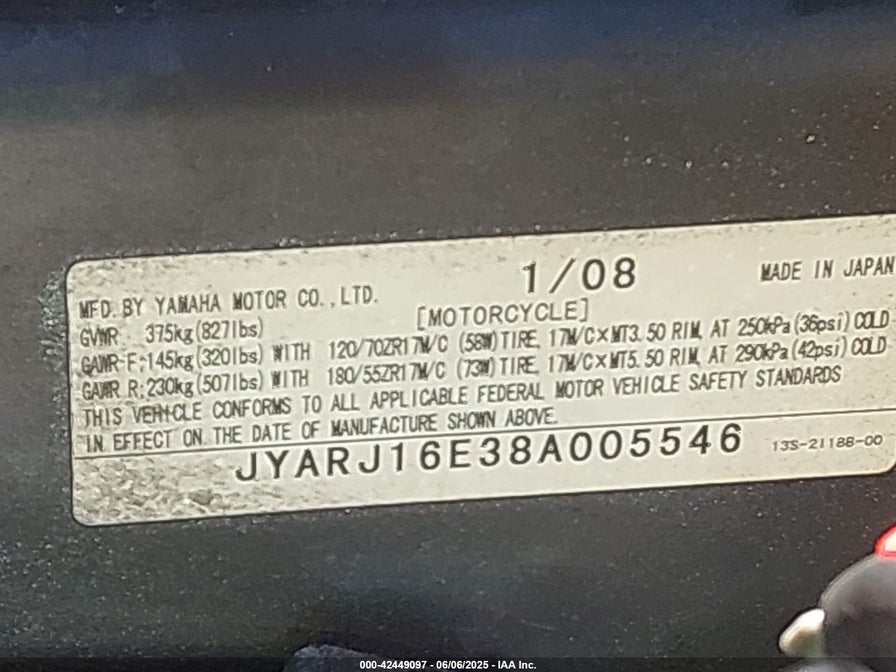 1/08
MADE IN JAPAN
MFD. BY YAMAHA MOTOR CO.,LTD.
[MOTORCYCLE]
GVWR 375kg(827lbs)
GAWR-F:145kg(320lbs) WITH 120/70ZR17M/C (58W)TIRE, 17M/C×MT3.50 RIM, AT 250kPa(36psi) COLD
GAWR R:230kg(507lbs) WITH 180/55ZR17M/C (73W)TIRE, 17M/C×MT5.50 RIM, AT 290kPa(42psi) COLD
THIS VEHICLE CONFORMS TO ALL APPLICABLE FEDERAL MOTOR VEHICLE SAFETY STANDARDS
IN EFFECT ON THE DATE OF MANUFACTURE SHOWN ABOVE.
JYARJ16E38A005546
13S-21188-00
000-42449097 - 06/06/2025 - IAA Inc.